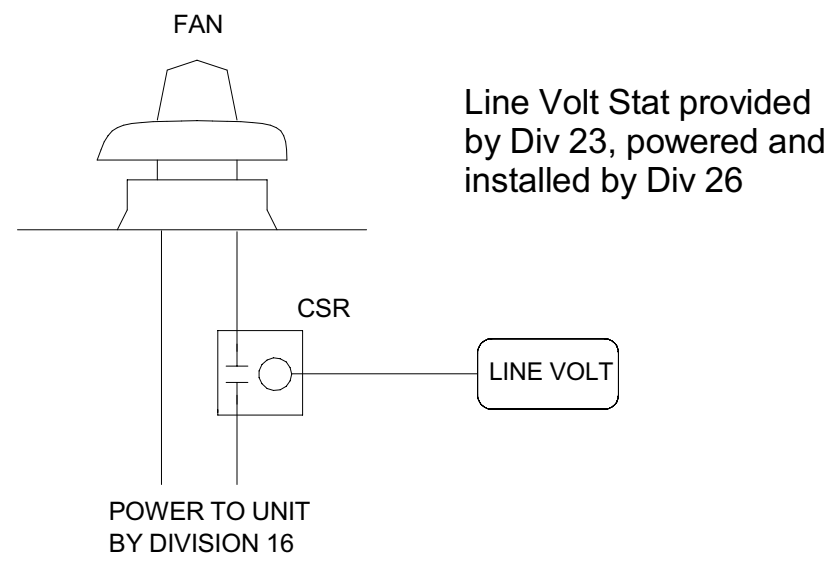 FAN
Line Volt Stat provided
by Div 23, powered and
installed by Div 26
CSR
LINE VOLT
POWER TO UNIT
BY DIVISION 16